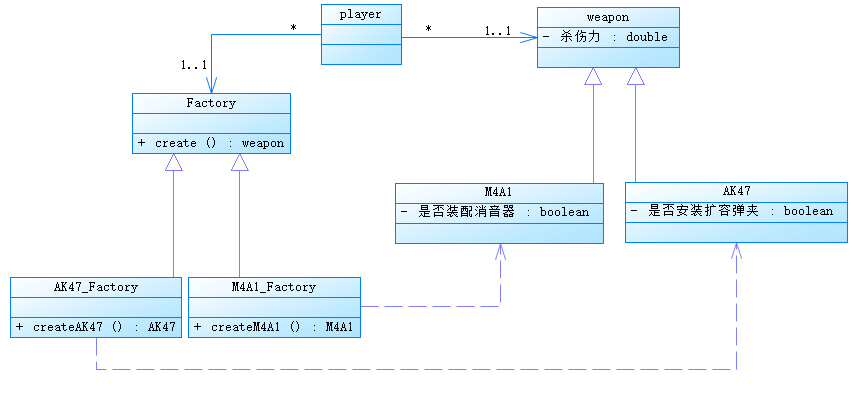 player
weapon
- 杀伤力 : double
*
*
1..1
1..1
Factory
+ create () : weapon
M4A1
- 是否装配消音器 : boolean
AK47
- 是否安装扩容弹夹 : boolean
AK47_Factory
+ createAK47 () : AK47
M4A1_Factory
+ createM4A1 () : M4A1